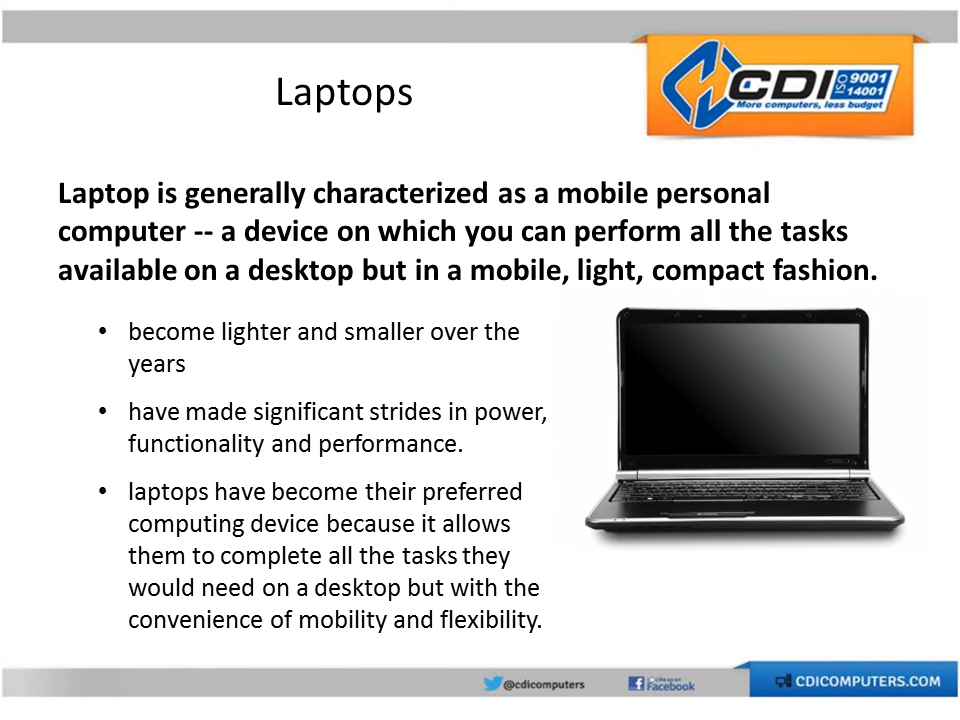 Laptops
CDI ISO 9001 14001
More computers, less budget
Laptop is generally characterized as a mobile personal
computer -- a device on which you can perform all the tasks
available on a desktop but in a mobile, light, compact fashion.
• become lighter and smaller over the
years
• have made significant strides in power,
functionality and performance.
• laptops have become their preferred
computing device because it allows
them to complete all the tasks they
would need on a desktop but with the
convenience of mobility and flexibility.
@cdicomputers
Like us on
Facebook
CDICOMPUTERS.COM